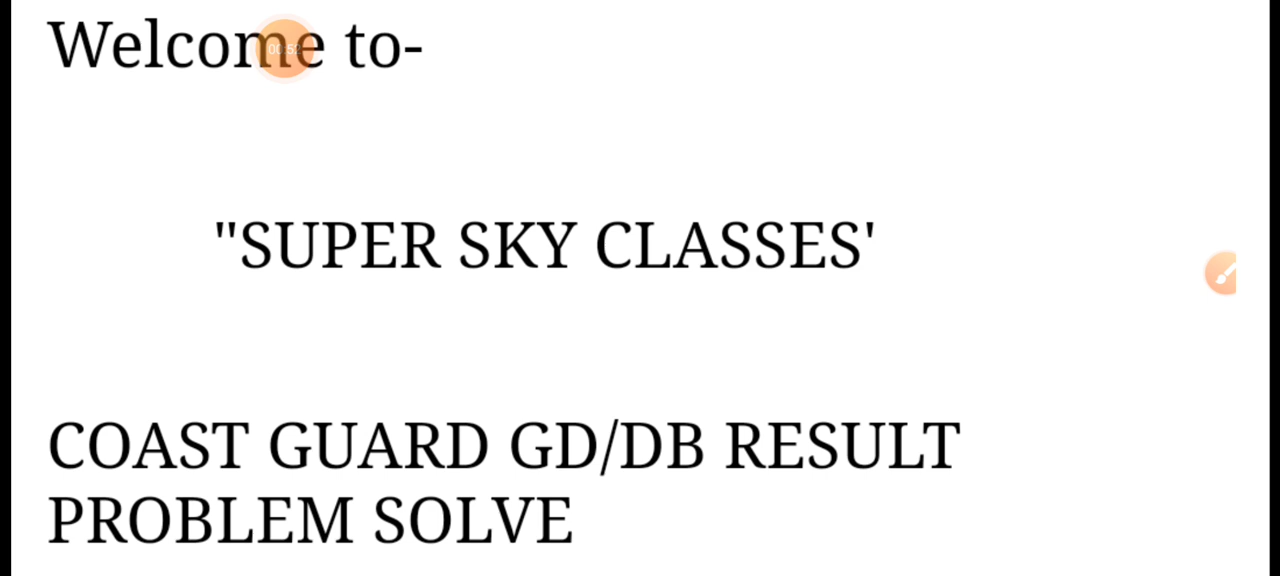 Welcome to-
"SUPER SKY CLASSES'
COAST GUARD GD/DB RESULT
PROBLEM SOLVE